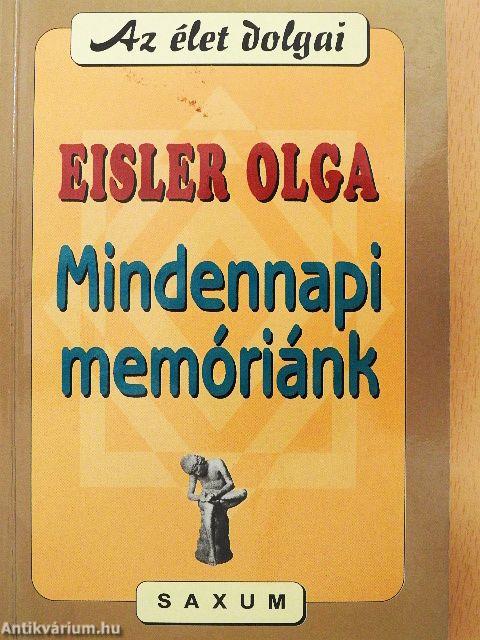 Az élet dolgai
EISLER OLGA
Mindennapi
memóriánk
SAXUM
Antikvárium.hu